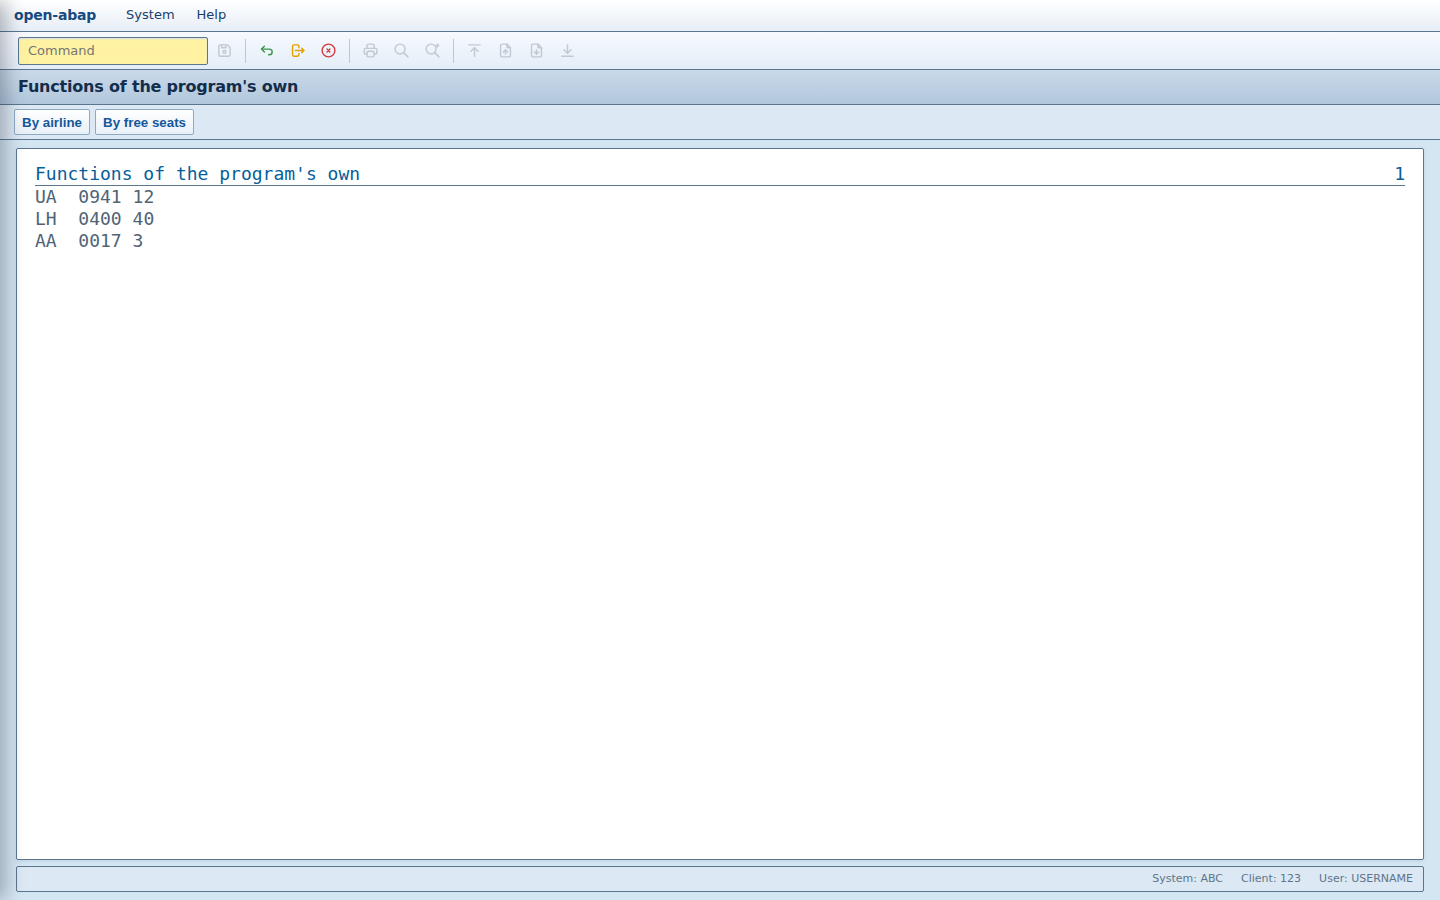 open-abap System Help
Command
Functions of the program's own
By airline By free seats
Functions of the program's own 1
UA  0941 12
LH  0400 40
AA  0017 3
System: ABC Client: 123 User: USERNAME